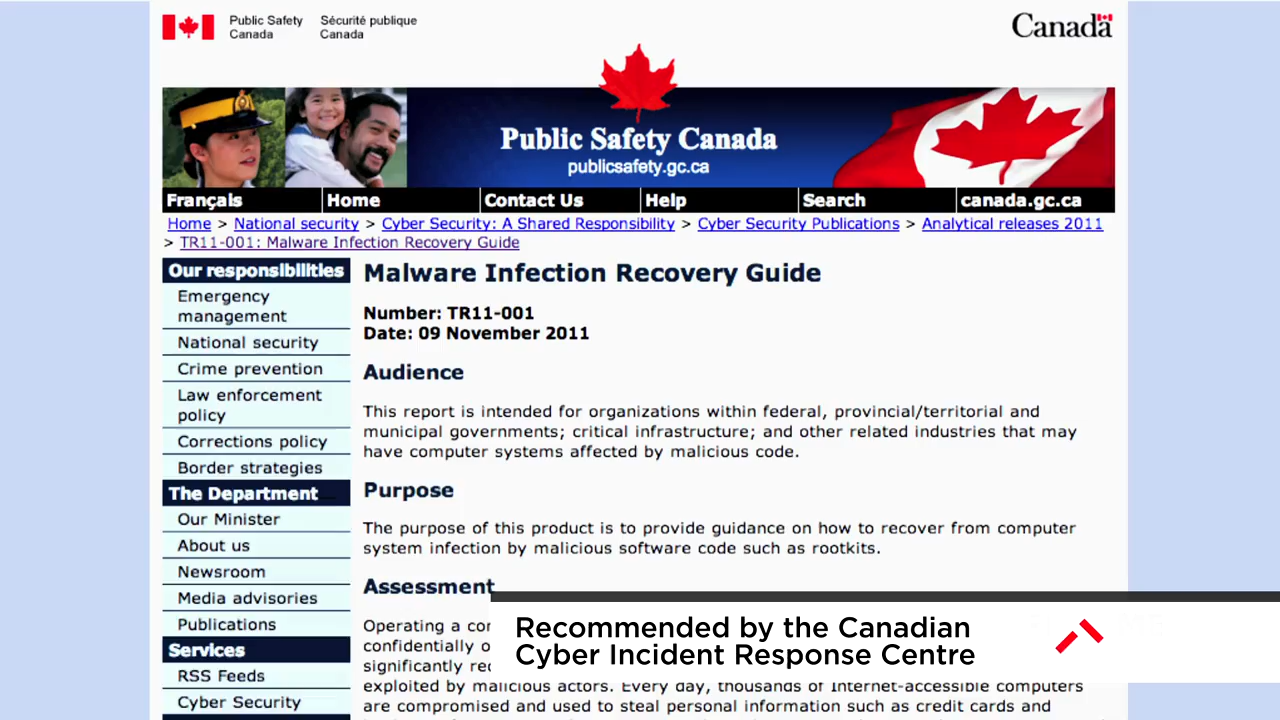 Public Safety Canada
Sécurité publique Canada
Canada
Public Safety Canada
publicsafety.gc.ca
Français
Home
Contact Us
Help
Search
canada.gc.ca
Home > National security > Cyber Security: A Shared Responsibility > Cyber Security Publications > Analytical releases 2011
> TR11-001: Malware Infection Recovery Guide
Our responsibilities
Emergency
management
National security
Crime prevention
Law enforcement
policy
Corrections policy
Border strategies
The Department
Our Minister
About us
Newsroom
Media advisories
Publications
Services
RSS Feeds
Cyber Security
Malware Infection Recovery Guide
Number: TR11-001
Date: 09 November 2011
Audience
This report is intended for organizations within federal, provincial/territorial and
municipal governments; critical infrastructure; and other related industries that may
have computer systems affected by malicious code.
Purpose
The purpose of this product is to provide guidance on how to recover from computer
system infection by malicious software code such as rootkits.
Assessment
Operating a
confidentially
significantly
exploited by malicious actors. Every day, thousands of Internet-accessible computers
are compromised and used to steal personal information such as credit cards and
Recommended by the Canadian
Cyber Incident Response Centre